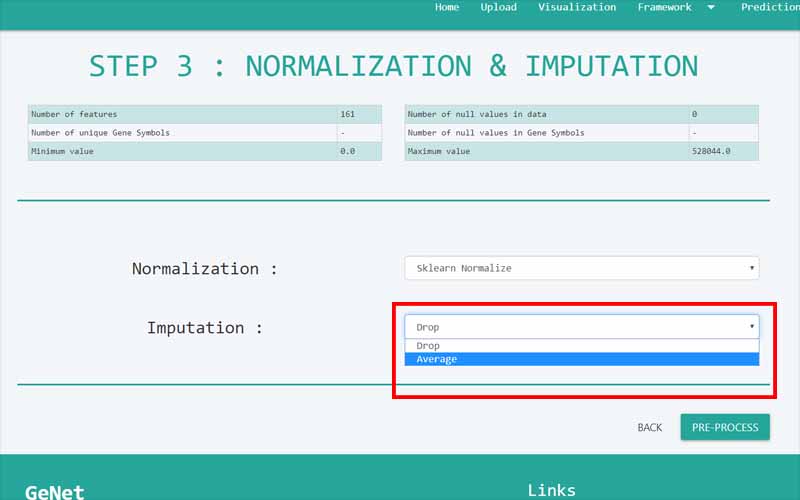 Home Upload Visualization Framework Prediction
STEP 3 : NORMALIZATION & IMPUTATION
Number of features 161
Number of unique Gene Symbols -
Minimum value 0.0
Number of null values in data 0
Number of null values in Gene Symbols -
Maximum value 528044.0
Normalization : Sklearn Normalize
Imputation : Drop
Drop
Average
BACK PRE-PROCESS
GeNet Links